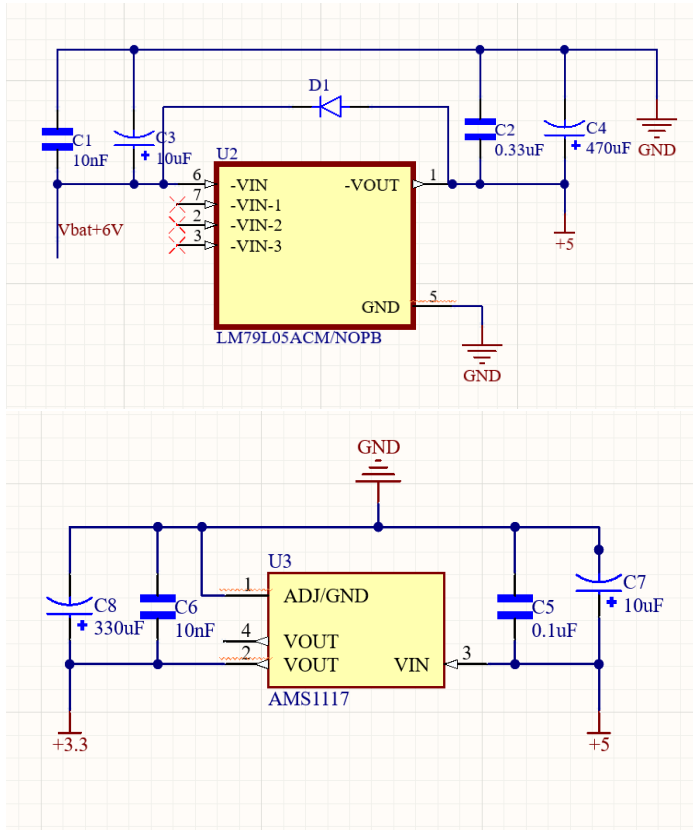 D1
C1
10nF
C3
10uF
C2
0.33uF
C4
470uF
GND
U2
6
-VIN
-VOUT
1
7
-VIN-1
2
-VIN-2
3
-VIN-3
Vbat+6V
+5
5
GND
LM79L05ACM/NOPB
GND
GND
U3
1
ADJ/GND
C8
330uF
C6
10nF
4
VOUT
2
VOUT
VIN
3
C5
0.1uF
C7
10uF
AMS1117
+3.3
+5